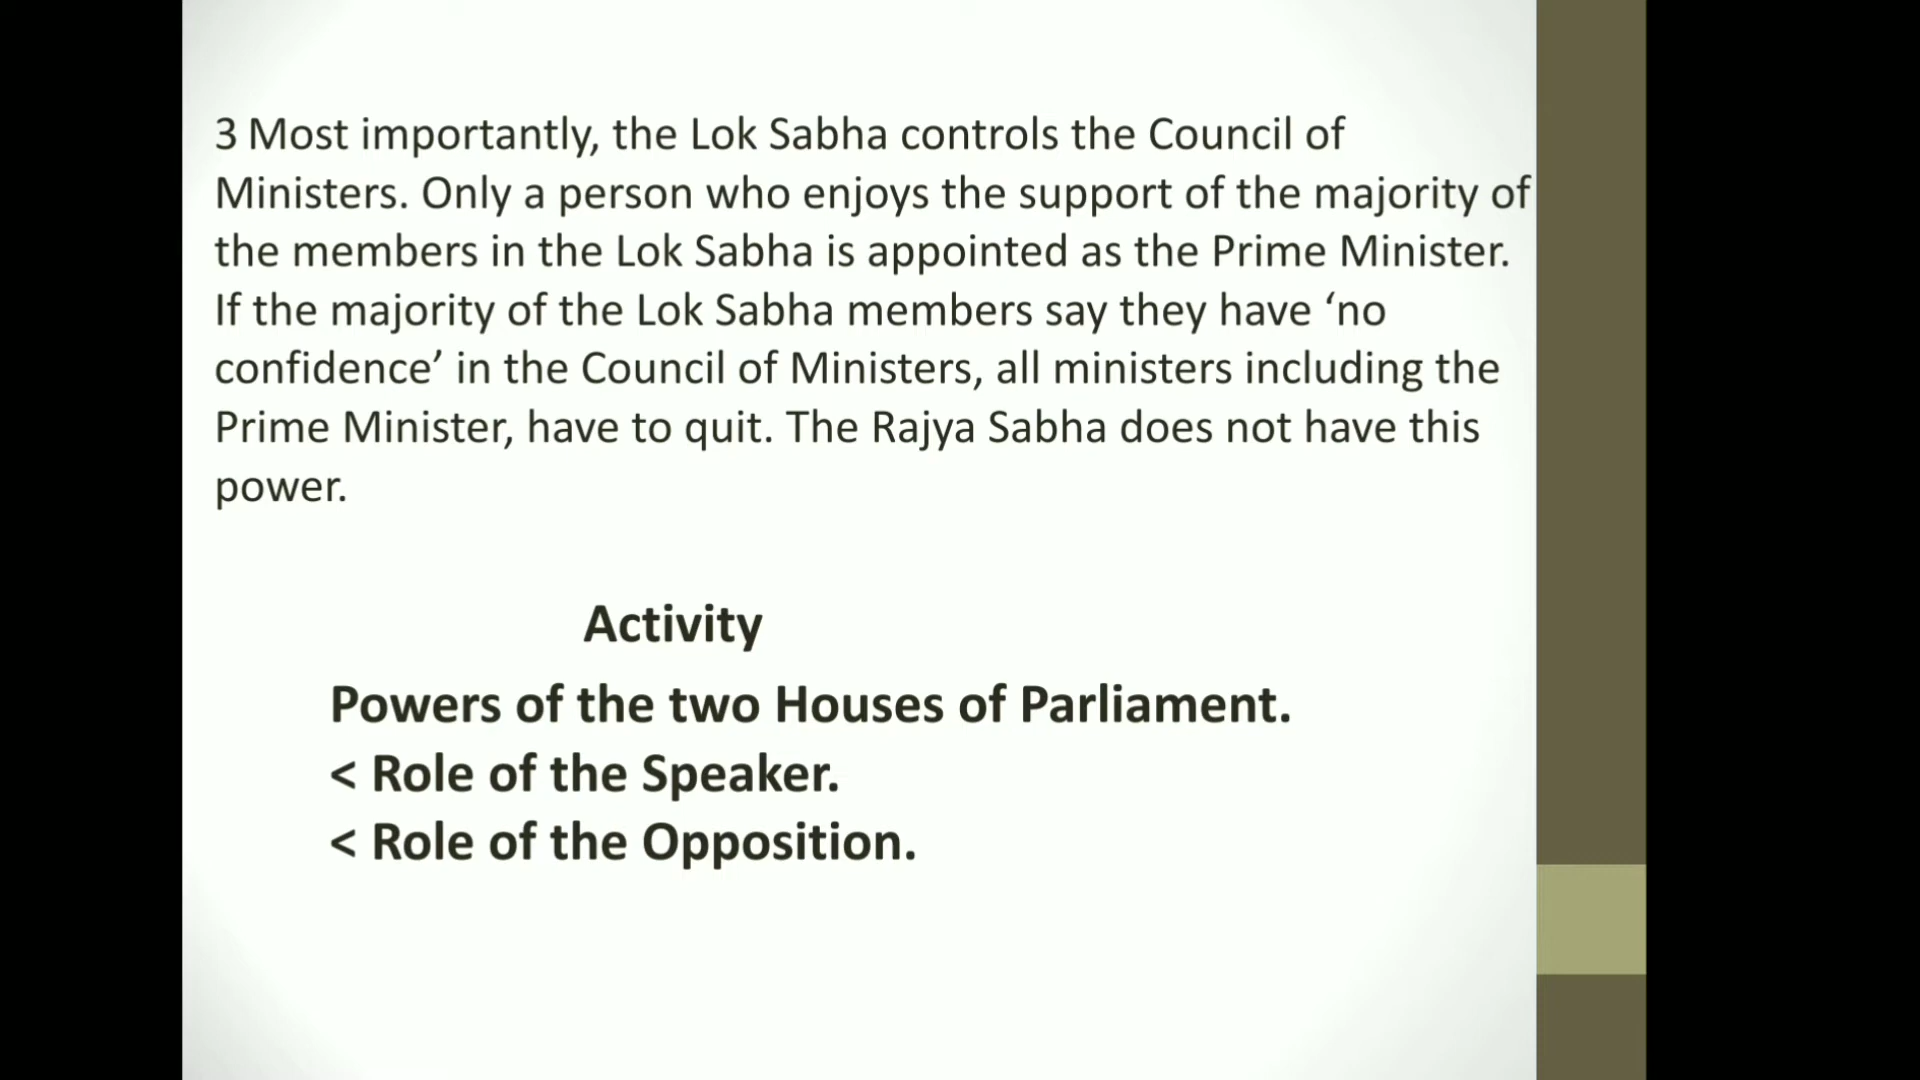 3 Most importantly, the Lok Sabha controls the Council of
Ministers. Only a person who enjoys the support of the majority of
the members in the Lok Sabha is appointed as the Prime Minister.
If the majority of the Lok Sabha members say they have ‘no
confidence’ in the Council of Ministers, all ministers including the
Prime Minister, have to quit. The Rajya Sabha does not have this
power.
Activity
Powers of the two Houses of Parliament.
< Role of the Speaker.
< Role of the Opposition.